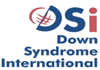 DSi
Down
Syndrome
International